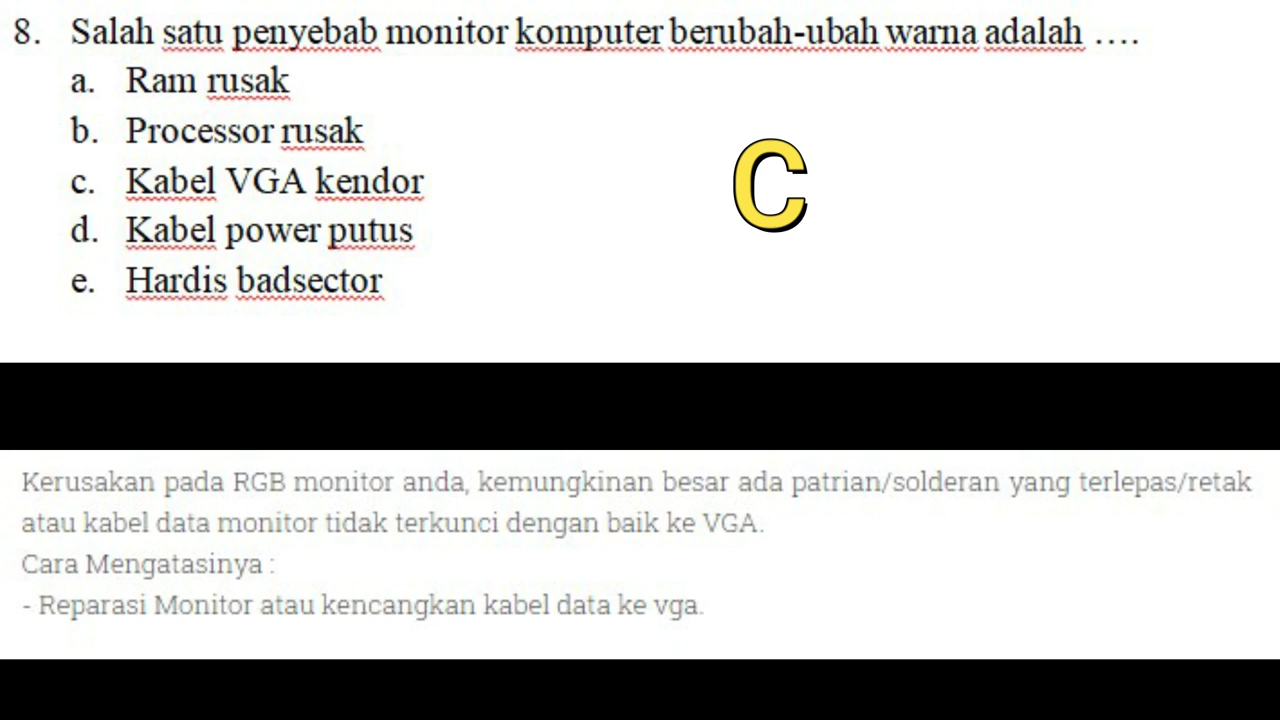 8. Salah satu penyebab monitor komputer berubah-ubah warna adalah ....
a. Ram rusak
b. Processor rusak
c. Kabel VGA kendor
d. Kabel power putus
e. Hardis badsector
C
Kerusakan pada RGB monitor anda, kemungkinan besar ada patrian/solderan yang terlepas/retak
atau kabel data monitor tidak terkunci dengan baik ke VGA.
Cara Mengatasinya :
- Reparasi Monitor atau kencangkan kabel data ke vga.